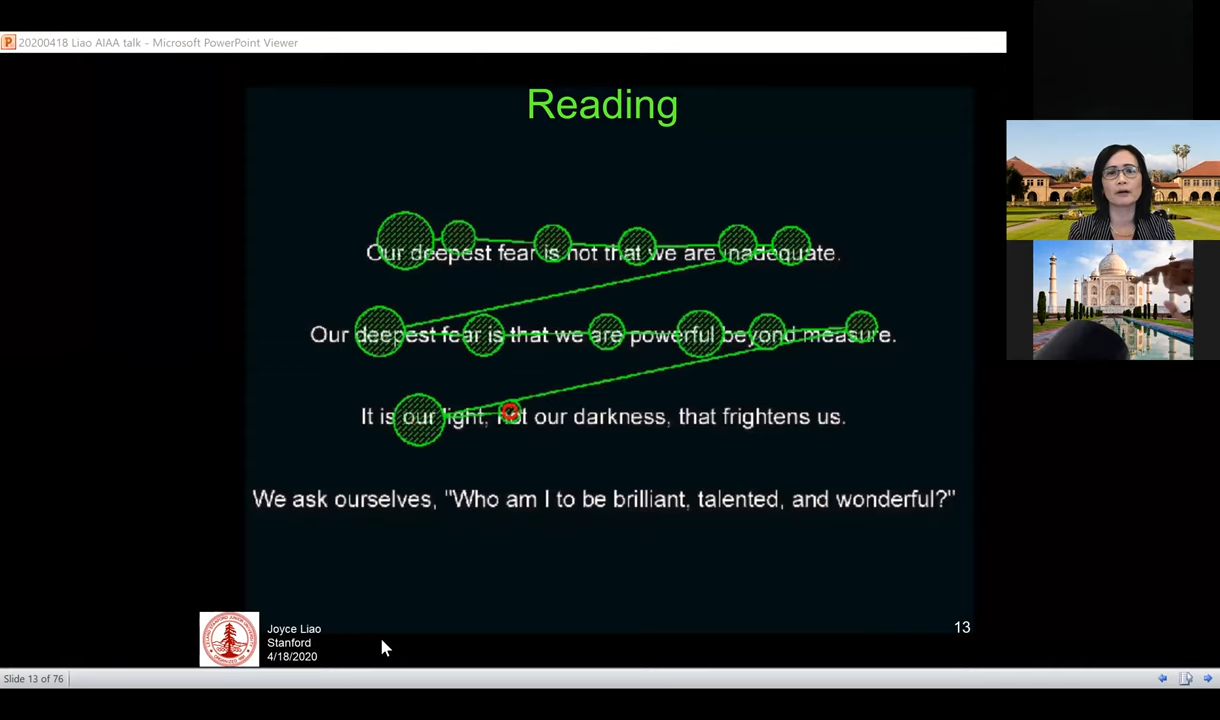 20200418 Liao AIAA talk - Microsoft PowerPoint Viewer
Reading
Our deepest fear is not that we are inadequate.
Our deepest fear is that we are powerful beyond measure.
It is our light, not our darkness, that frightens us.
We ask ourselves, "Who am I to be brilliant, talented, and wonderful?"
Joyce Liao
Stanford
4/18/2020
13
Slide 13 of 76